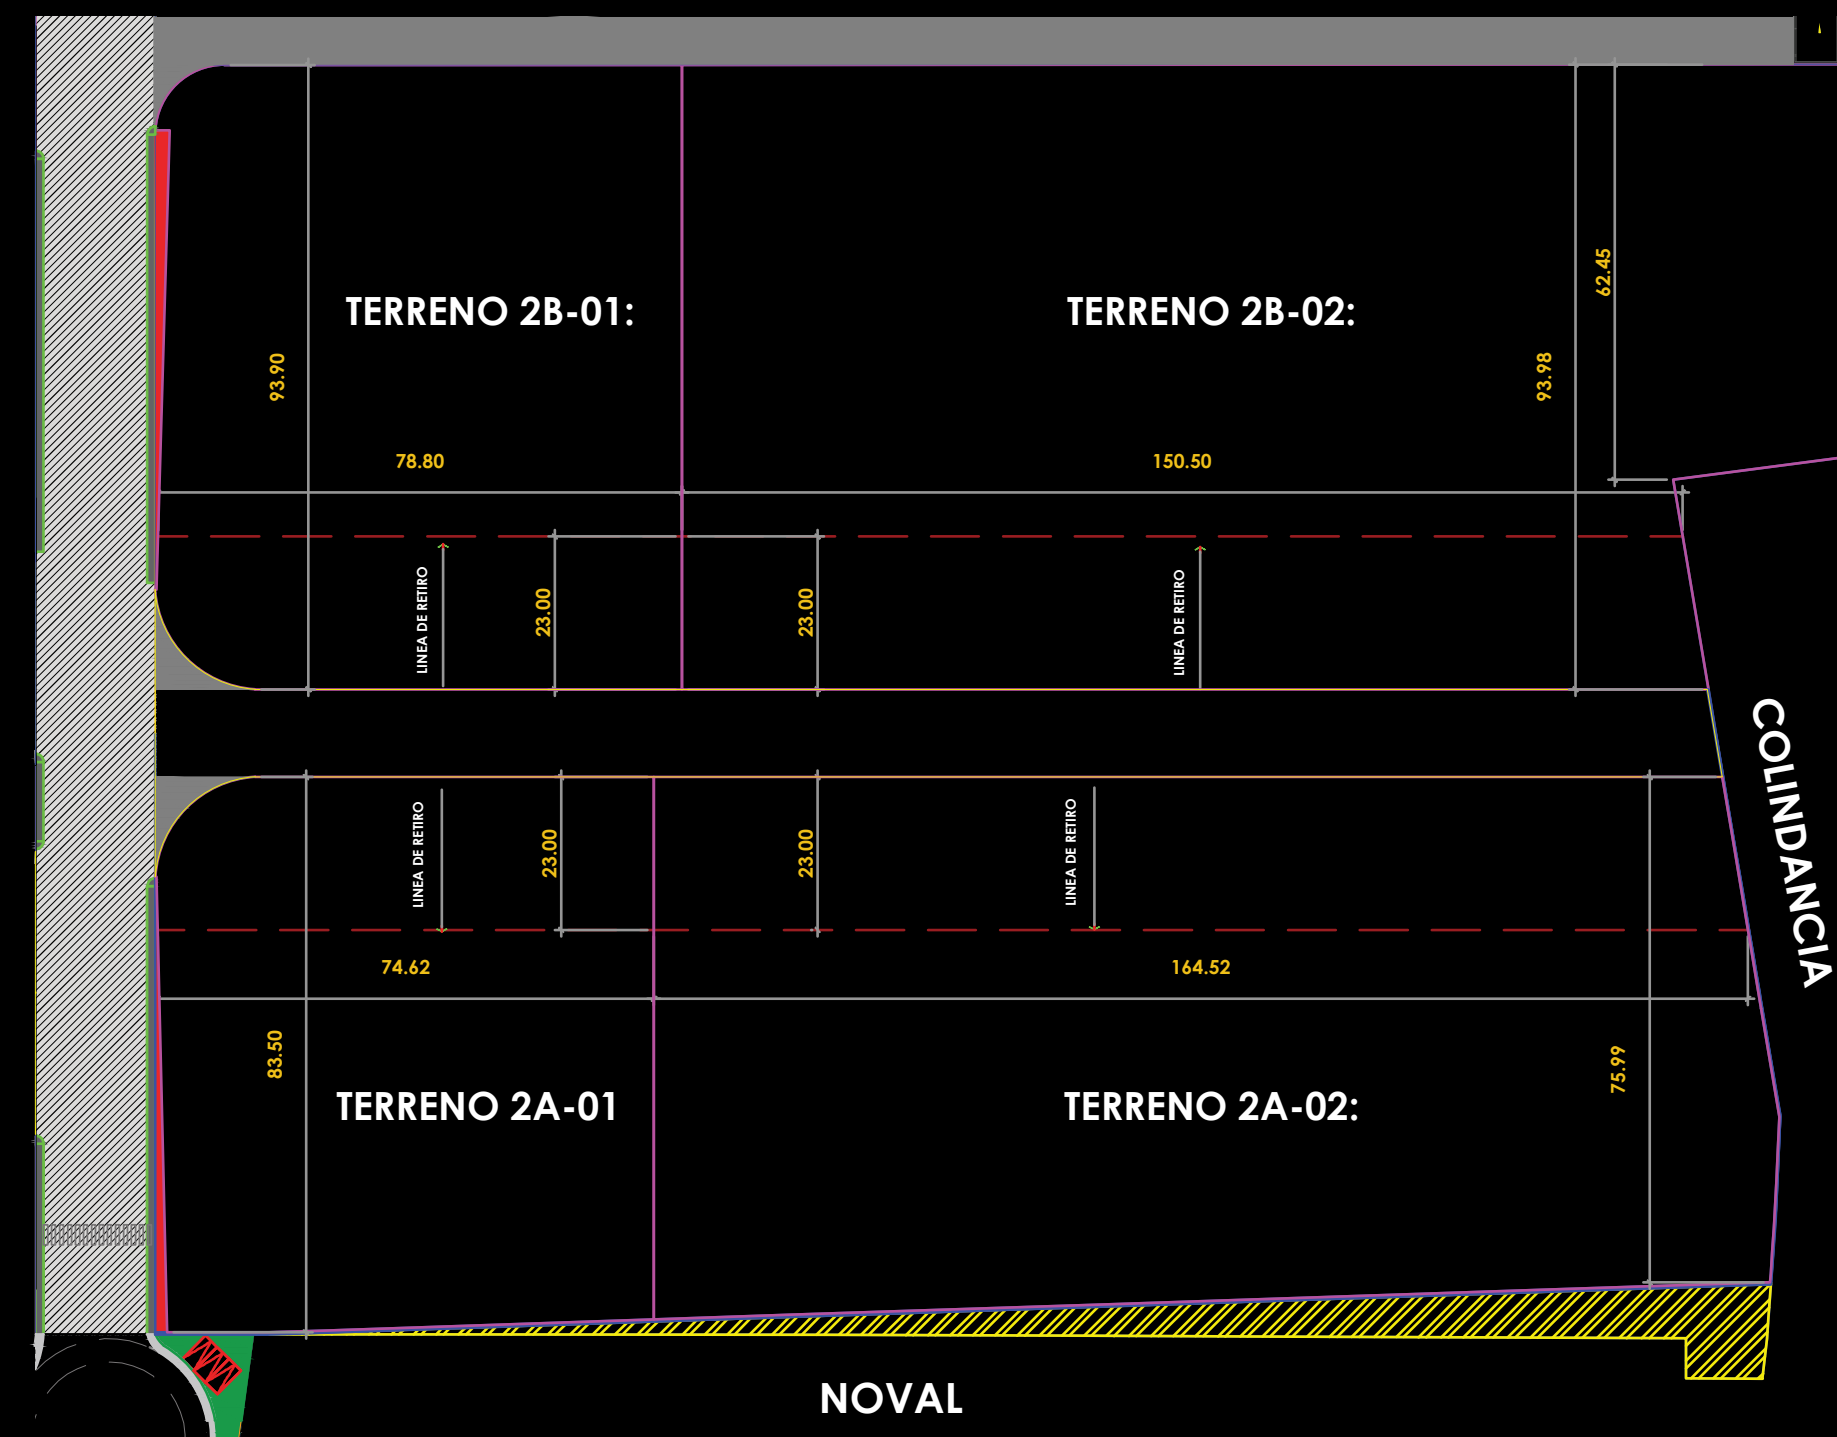 62.45
TERRENO 2B-01:
TERRENO 2B-02:
93.90
93.98
78.80
150.50
LINEA DE RETIRO
23.00
23.00
LINEA DE RETIRO
COLINDANCIA
LINEA DE RETIRO
23.00
23.00
LINEA DE RETIRO
74.62
164.52
83.50
75.99
TERRENO 2A-01
TERRENO 2A-02:
NOVAL